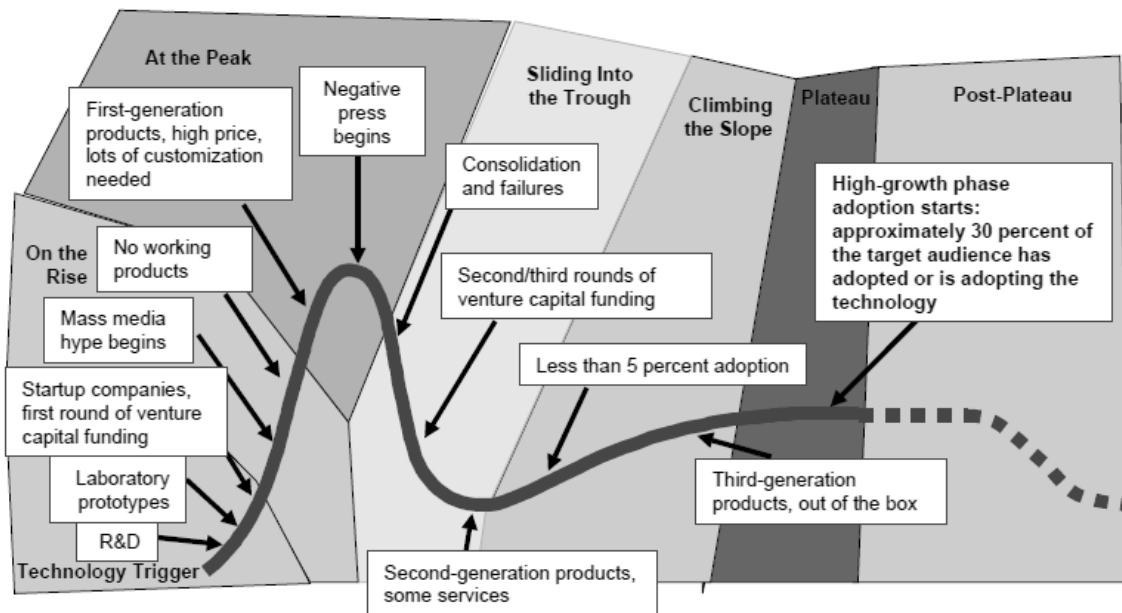 At the Peak
First-generation
products, high price,
lots of customization
needed
Negative
press
begins
Sliding Into
the Trough
Consolidation
and failures
Climbing
the Slope
Plateau
Post-Plateau
High-growth phase
adoption starts:
approximately 30 percent of
the target audience has
adopted or is adopting the
technology
On the
Rise
No working
products
Mass media
hype begins
Startup companies,
first round of venture
capital funding
Laboratory
prototypes
R&D
Technology Trigger
Second/third rounds of
venture capital funding
Less than 5 percent adoption
Third-generation
products, out of the box
Second-generation products,
some services